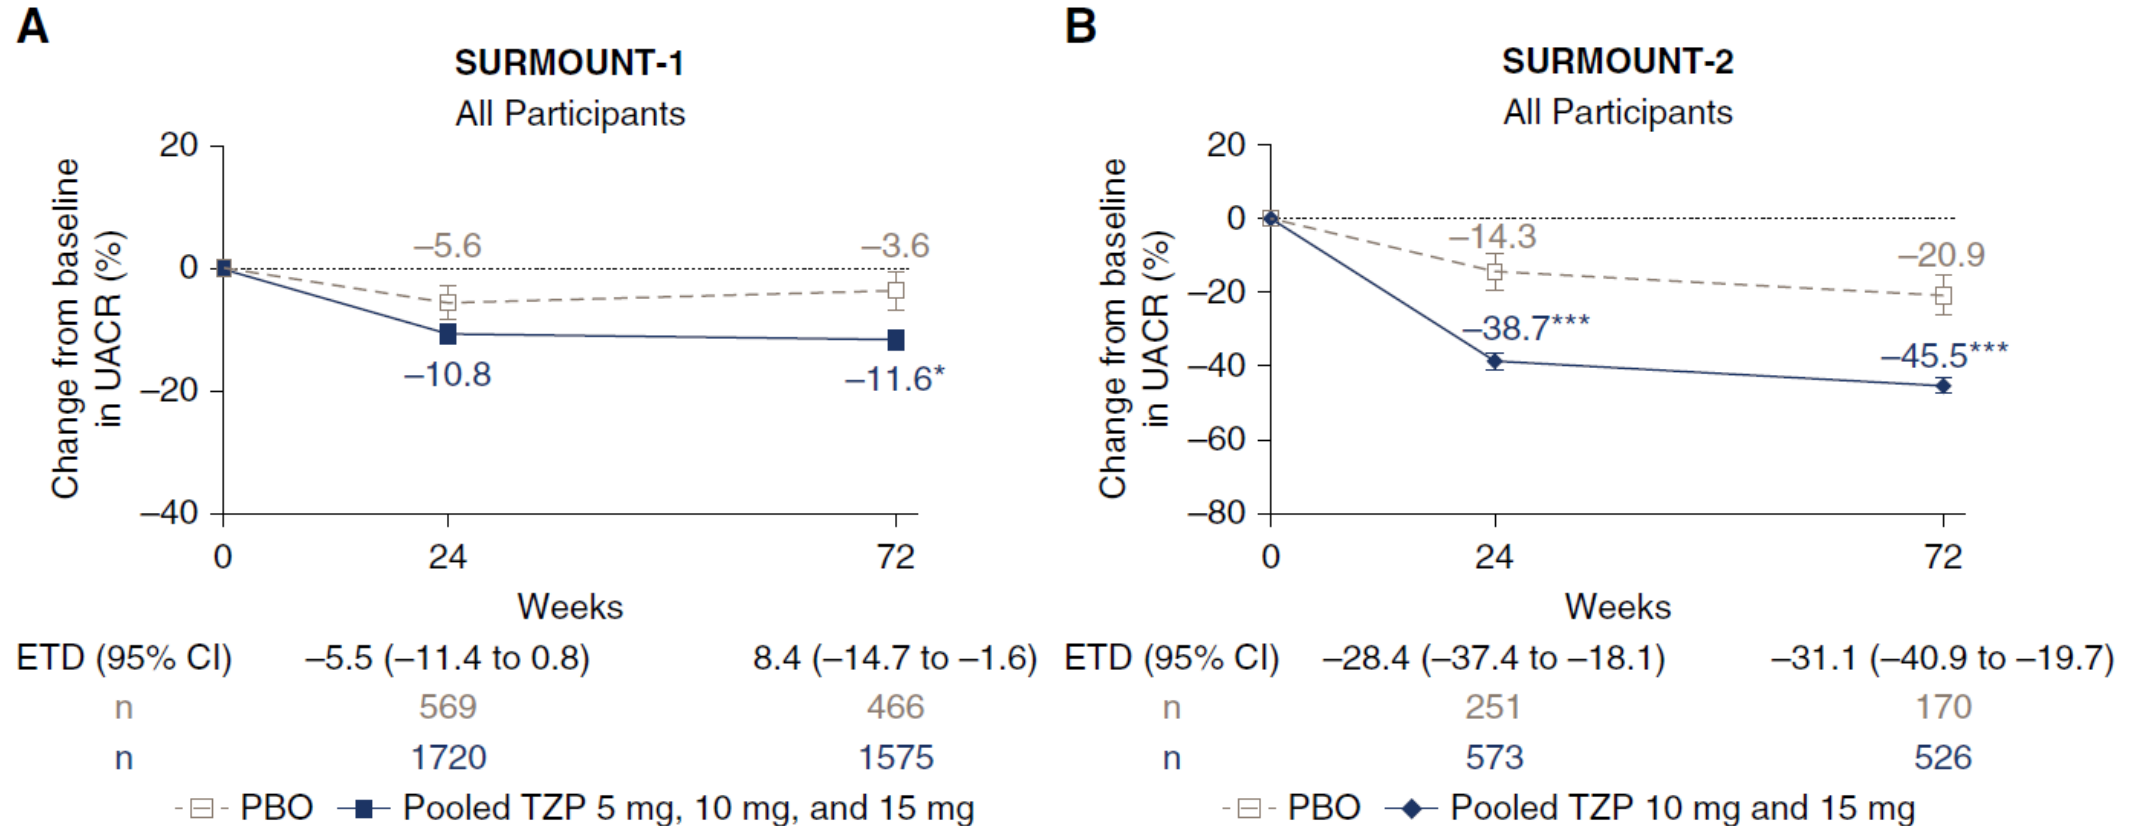 A
SURMOUNT-1
All Participants
Change from baseline
in UACR (%)
20
0
–20
–40
–5.6
–3.6
–10.8
–11.6*
0 24 72
Weeks
ETD (95% CI) –5.5 (–11.4 to 0.8) 8.4 (–14.7 to –1.6)
n 569 466
n 1720 1575
PBO Pooled TZP 5 mg, 10 mg, and 15 mg
B
SURMOUNT-2
All Participants
Change from baseline
in UACR (%)
20
0
–20
–40
–60
–80
–14.3
–20.9
–38.7***
–45.5***
0 24 72
Weeks
ETD (95% CI) –28.4 (–37.4 to –18.1) –31.1 (–40.9 to –19.7)
n 251 170
n 573 526
PBO Pooled TZP 10 mg and 15 mg